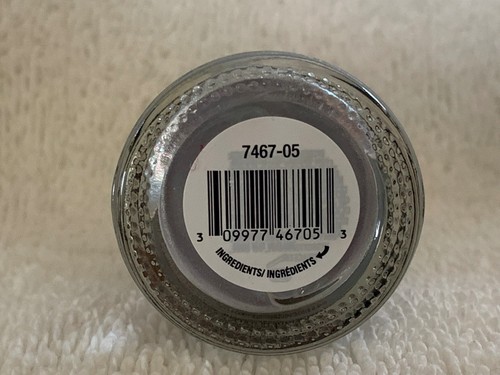 7467-05
3 09977 46705 3
INGREDIENTS/ INGRÉDIENTS